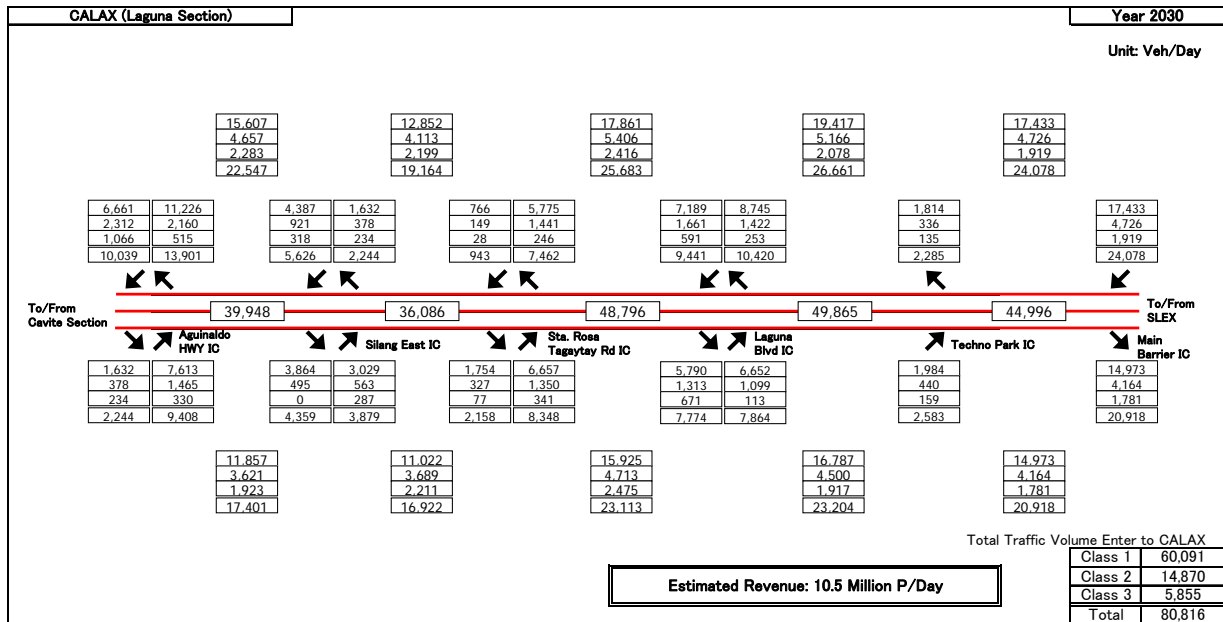 CALAX (Laguna Section) Year 2030
Unit: Veh/Day
15,607 12,852 17,861 19,417 17,433
4,657 4,113 5,406 5,166 4,726
2,283 2,199 2,416 2,078 1,919
22,547 19,164 25,683 26,661 24,078
6,661 11,226 4,387 1,632 766 5,775 7,189 8,745 1,814 17,433
2,312 2,160 921 378 149 1,441 1,661 1,422 336 4,726
1,066 515 318 234 28 246 591 253 135 1,919
10,039 13,901 5,626 2,244 943 7,462 9,441 10,420 2,285 24,078
To/From
Cavite Section
39,948 36,086 48,796 49,865 44,996
To/From
SLEX
Aguinaldo
HWY IC
Silang East IC
Sta. Rosa
Tagaytay Rd IC
Laguna
Blvd IC
Techno Park IC
Main
Barrier IC
1,632 7,613 3,864 3,029 1,754 6,657 5,790 6,652 1,984 14,973
378 1,465 495 563 327 1,350 1,313 1,099 440 4,164
234 330 0 287 77 341 671 113 159 1,781
2,244 9,408 4,359 3,879 2,158 8,348 7,774 7,864 2,583 20,918
11,857 11,022 15,925 16,787 14,973
3,621 3,689 4,713 4,500 4,164
1,923 2,211 2,475 1,917 1,781
17,401 16,922 23,113 23,204 20,918
Total Traffic Volume Enter to CALAX
Class 1 60,091
Class 2 14,870
Class 3 5,855
Total 80,816
Estimated Revenue: 10.5 Million P/Day